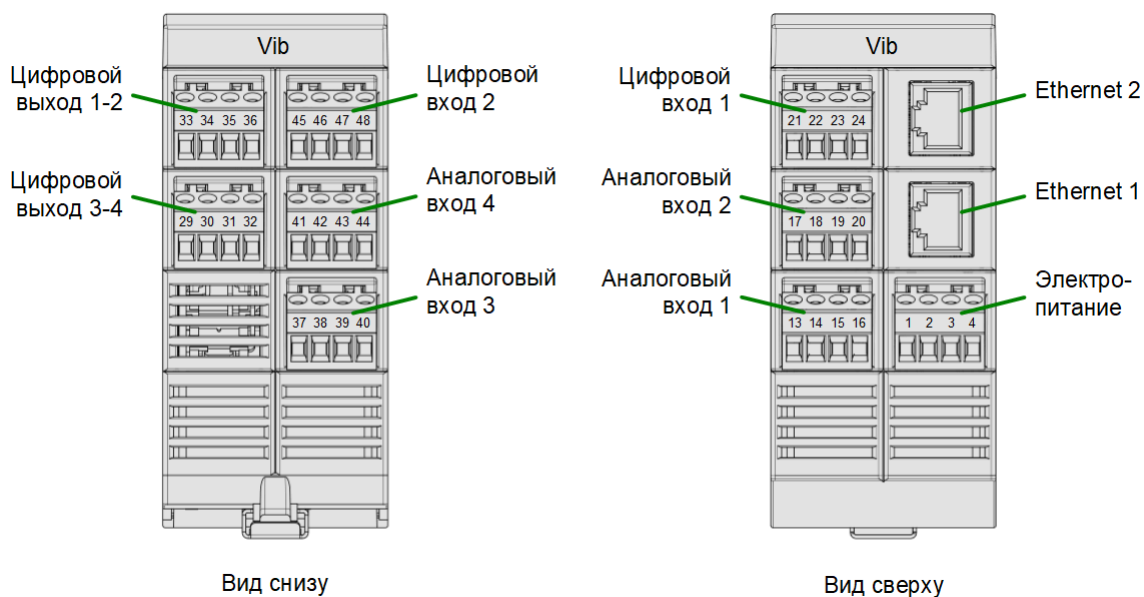 Vib
Цифровой
выход 1-2
33 34 35 36
45 46 47 48
Цифровой
вход 2
Цифровой
выход 3-4
29 30 31 32
41 42 43 44
Аналоговый
вход 4
37 38 39 40
Аналоговый
вход 3
Вид снизу
Vib
Цифровой
вход 1
21 22 23 24
Ethernet 2
Аналоговый
вход 2
17 18 19 20
Ethernet 1
Аналоговый
вход 1
13 14 15 16
1 2 3 4
Электро-
питание
Вид сверху